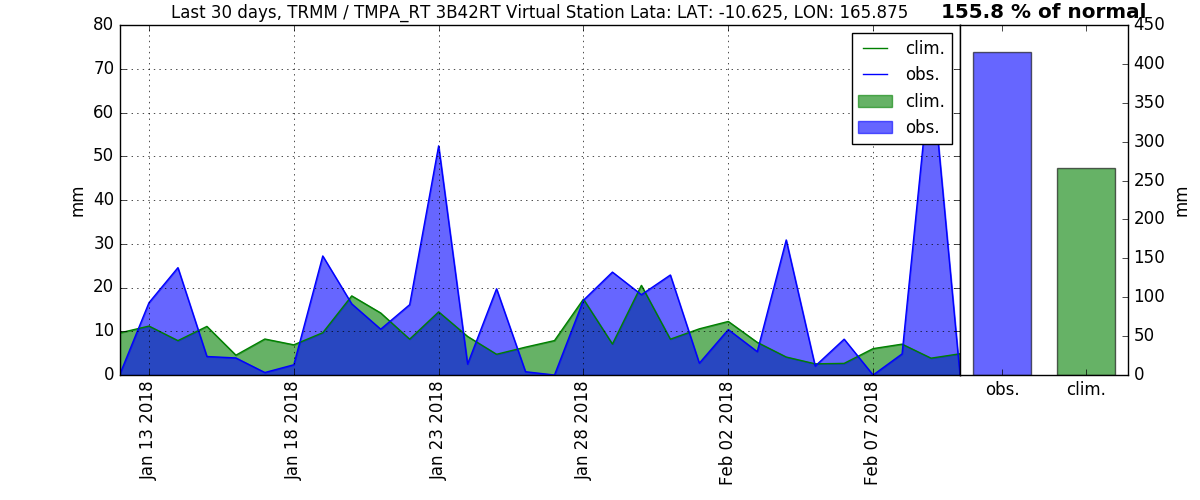 Last 30 days, TRMM / TMPA_RT 3B42RT Virtual Station Lata: LAT: -10.625, LON: 165.875
155.8 % of normal
80
70
60
50
40
30
20
10
0
mm
clim.
obs.
clim.
obs.
450
400
350
300
250
200
150
100
50
0
mm
Jan 13 2018
Jan 18 2018
Jan 23 2018
Jan 28 2018
Feb 02 2018
Feb 07 2018
obs.
clim.